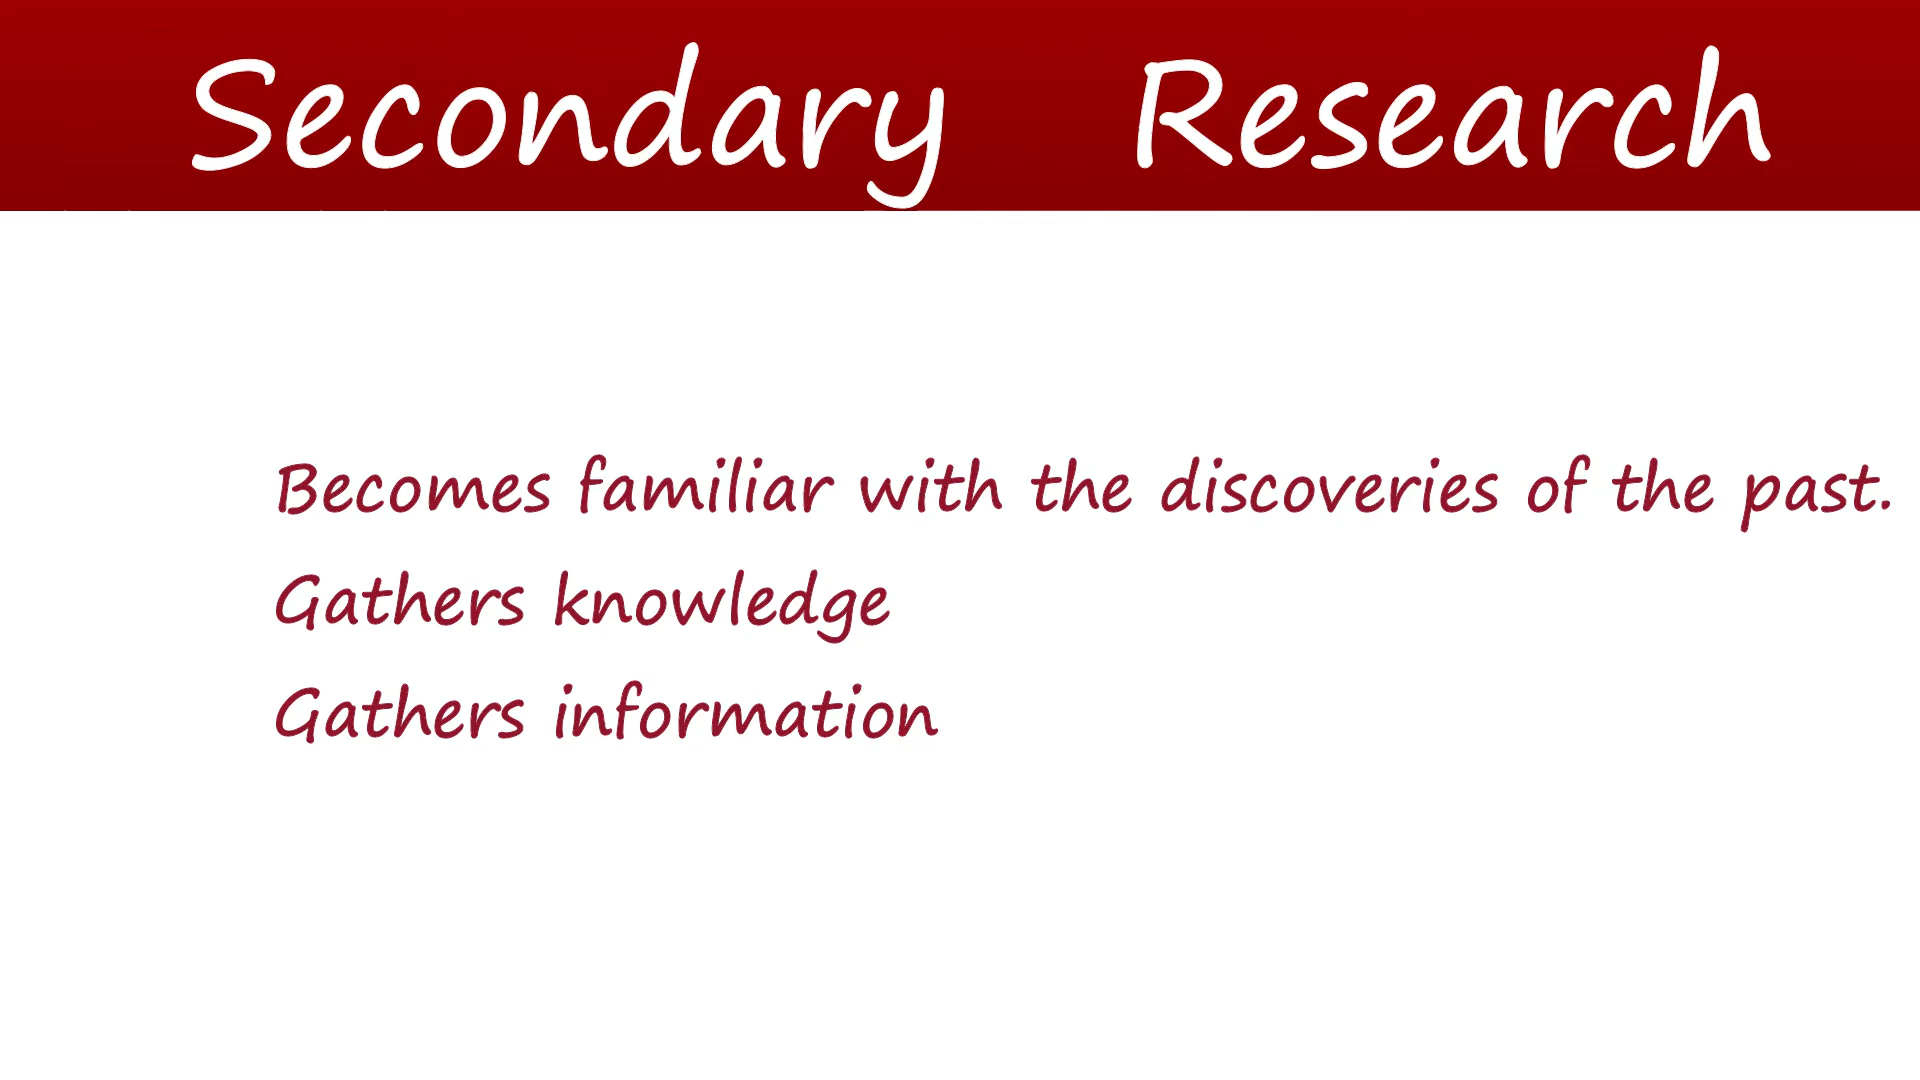 Secondary Research
Becomes familiar with the discoveries of the past.
Gathers knowledge
Gathers information